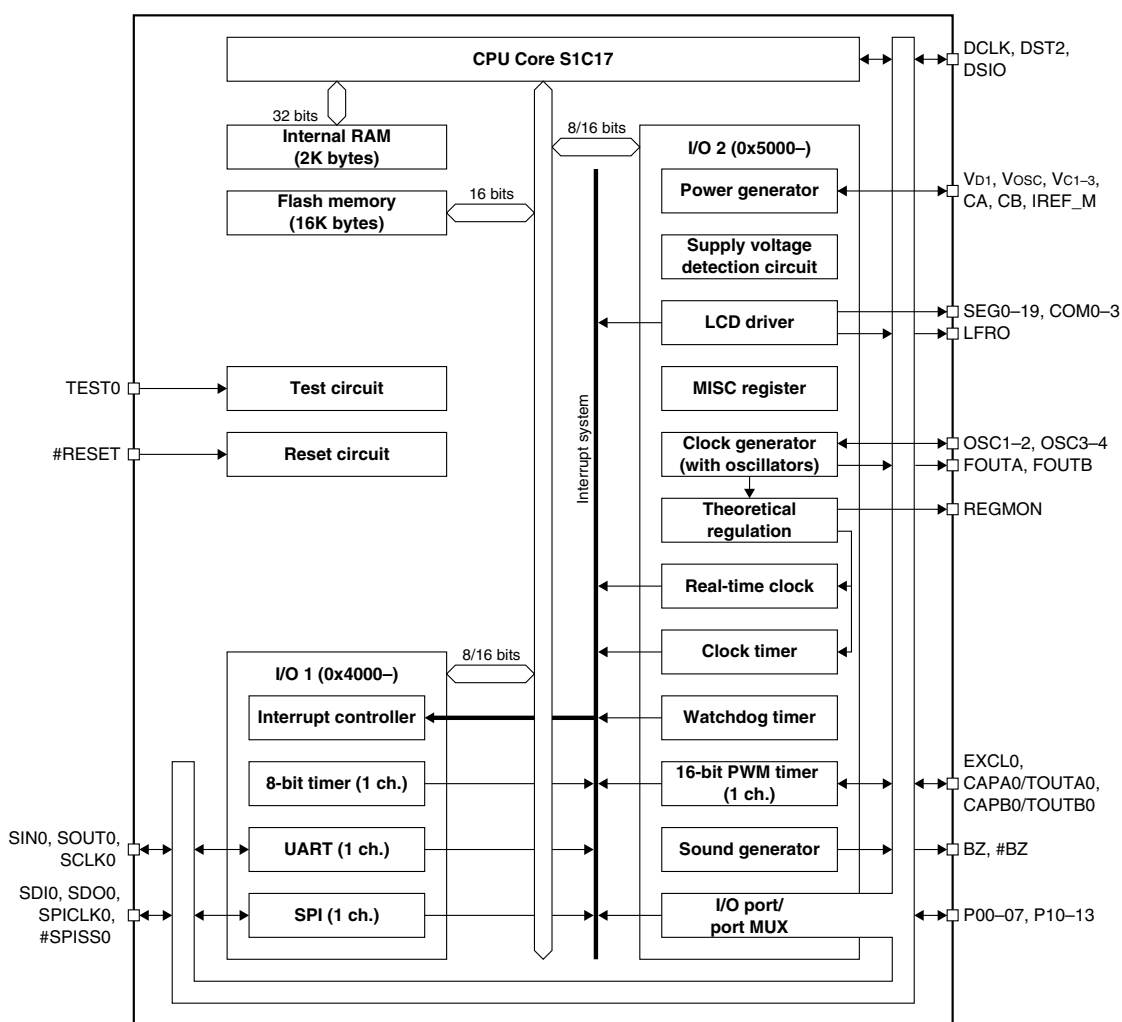 CPU Core S1C17
DCLK, DST2,
DSIO
32 bits
Internal RAM
(2K bytes)
8/16 bits
I/O 2 (0x5000–)
Flash memory
(16K bytes)
16 bits
Power generator
VD1, VOSC, VC1–3,
CA, CB, IREF_M
Supply voltage
detection circuit
LCD driver
SEG0–19, COM0–3
LFRO
TEST0
Test circuit
MISC register
Interrupt system
#RESET
Reset circuit
Clock generator
(with oscillators)
OSC1–2, OSC3–4
FOUTA, FOUTB
Theoretical
regulation
REGMON
Real-time clock
Clock timer
8/16 bits
I/O 1 (0x4000–)
Interrupt controller
Watchdog timer
8-bit timer (1 ch.)
16-bit PWM timer
(1 ch.)
EXCL0,
CAPA0/TOUTA0,
CAPB0/TOUTB0
SIN0, SOUT0,
SCLK0
UART (1 ch.)
Sound generator
BZ, #BZ
SDI0, SDO0,
SPICLK0,
#SPISS0
SPI (1 ch.)
I/O port/
port MUX
P00–07, P10–13